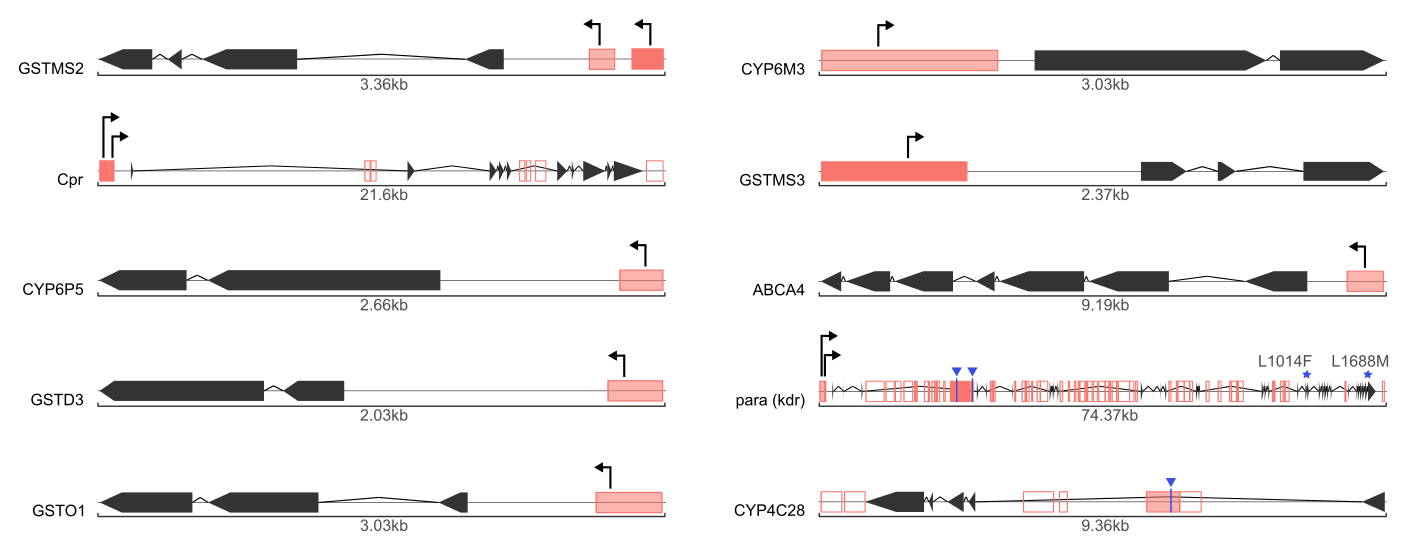 GSTMS2
3.36kb
Cpr
21.6kb
CYP6P5
2.66kb
GSTD3
2.03kb
GSTO1
3.03kb
CYP6M3
3.03kb
GSTMS3
2.37kb
ABCA4
9.19kb
L1014F L1688M
para (kdr)
74.37kb
CYP4C28
9.36kb